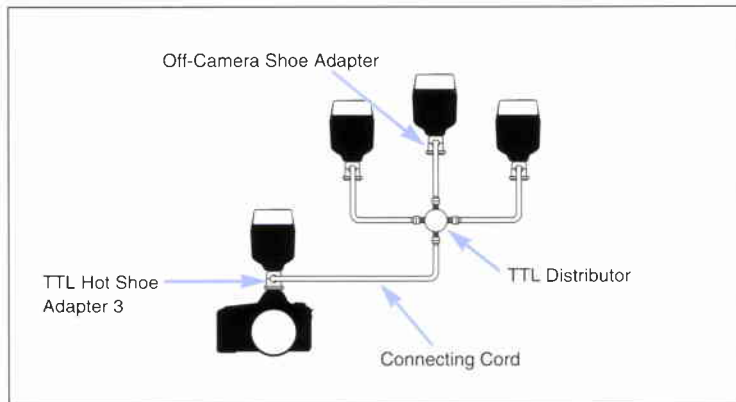 Off-Camera Shoe Adapter
TTL Hot Shoe
Adapter 3
TTL Distributor
Connecting Cord